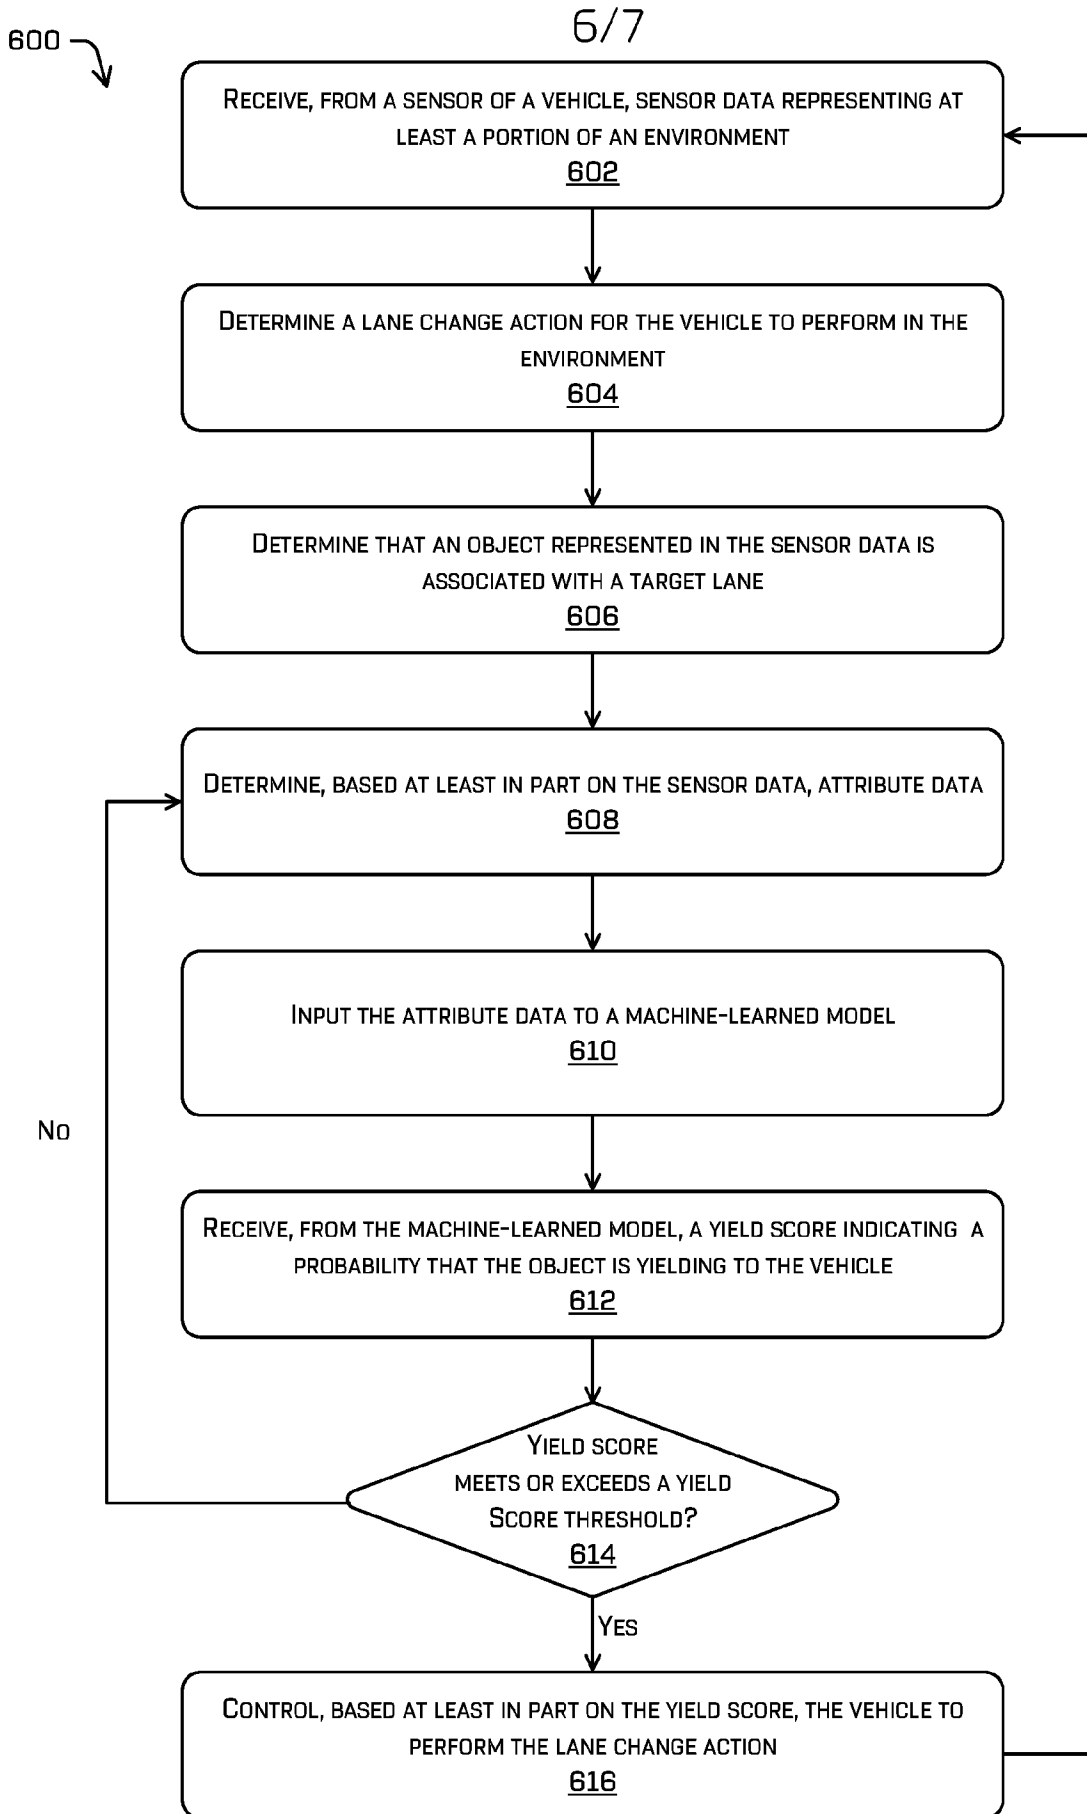 6/7
600
RECEIVE, FROM A SENSOR OF A VEHICLE, SENSOR DATA REPRESENTING AT
LEAST A PORTION OF AN ENVIRONMENT
602
DETERMINE A LANE CHANGE ACTION FOR THE VEHICLE TO PERFORM IN THE
ENVIRONMENT
604
DETERMINE THAT AN OBJECT REPRESENTED IN THE SENSOR DATA IS
ASSOCIATED WITH A TARGET LANE
606
DETERMINE, BASED AT LEAST IN PART ON THE SENSOR DATA, ATTRIBUTE DATA
608
INPUT THE ATTRIBUTE DATA TO A MACHINE-LEARNED MODEL
610
No
RECEIVE, FROM THE MACHINE-LEARNED MODEL, A YIELD SCORE INDICATING A
PROBABILITY THAT THE OBJECT IS YIELDING TO THE VEHICLE
612
YIELD SCORE
MEETS OR EXCEEDS A YIELD
SCORE THRESHOLD?
614
YES
CONTROL, BASED AT LEAST IN PART ON THE YIELD SCORE, THE VEHICLE TO
PERFORM THE LANE CHANGE ACTION
616